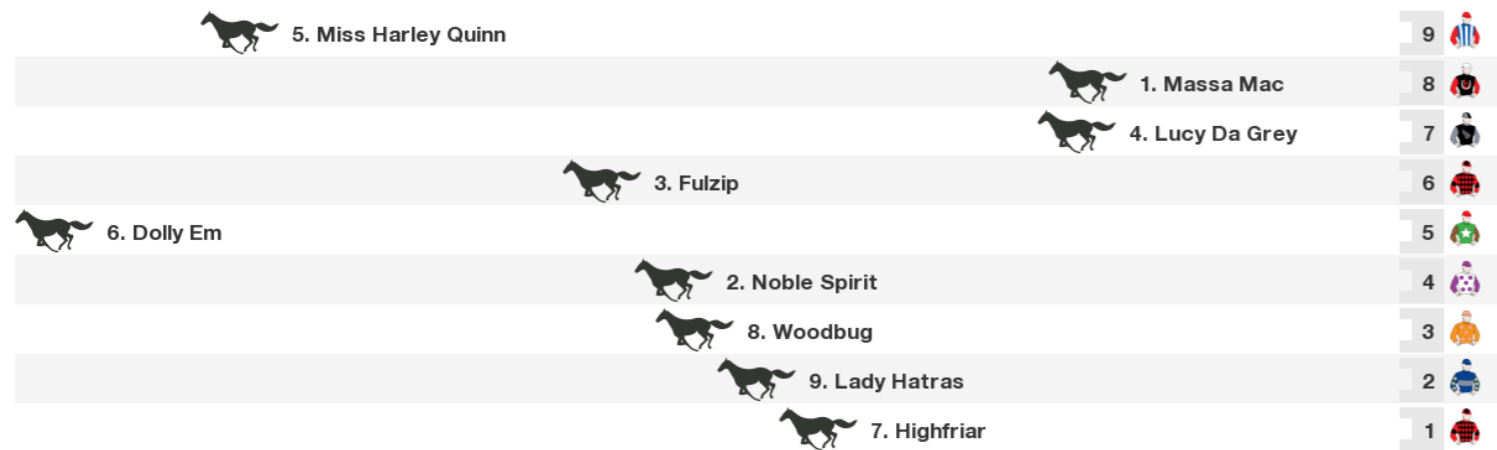 5. Miss Harley Quinn 9
1. Massa Mac 8
4. Lucy Da Grey 7
3. Fulzip 6
6. Dolly Em 5
2. Noble Spirit 4
8. Woodbug 3
9. Lady Hatras 2
7. Highfriar 1